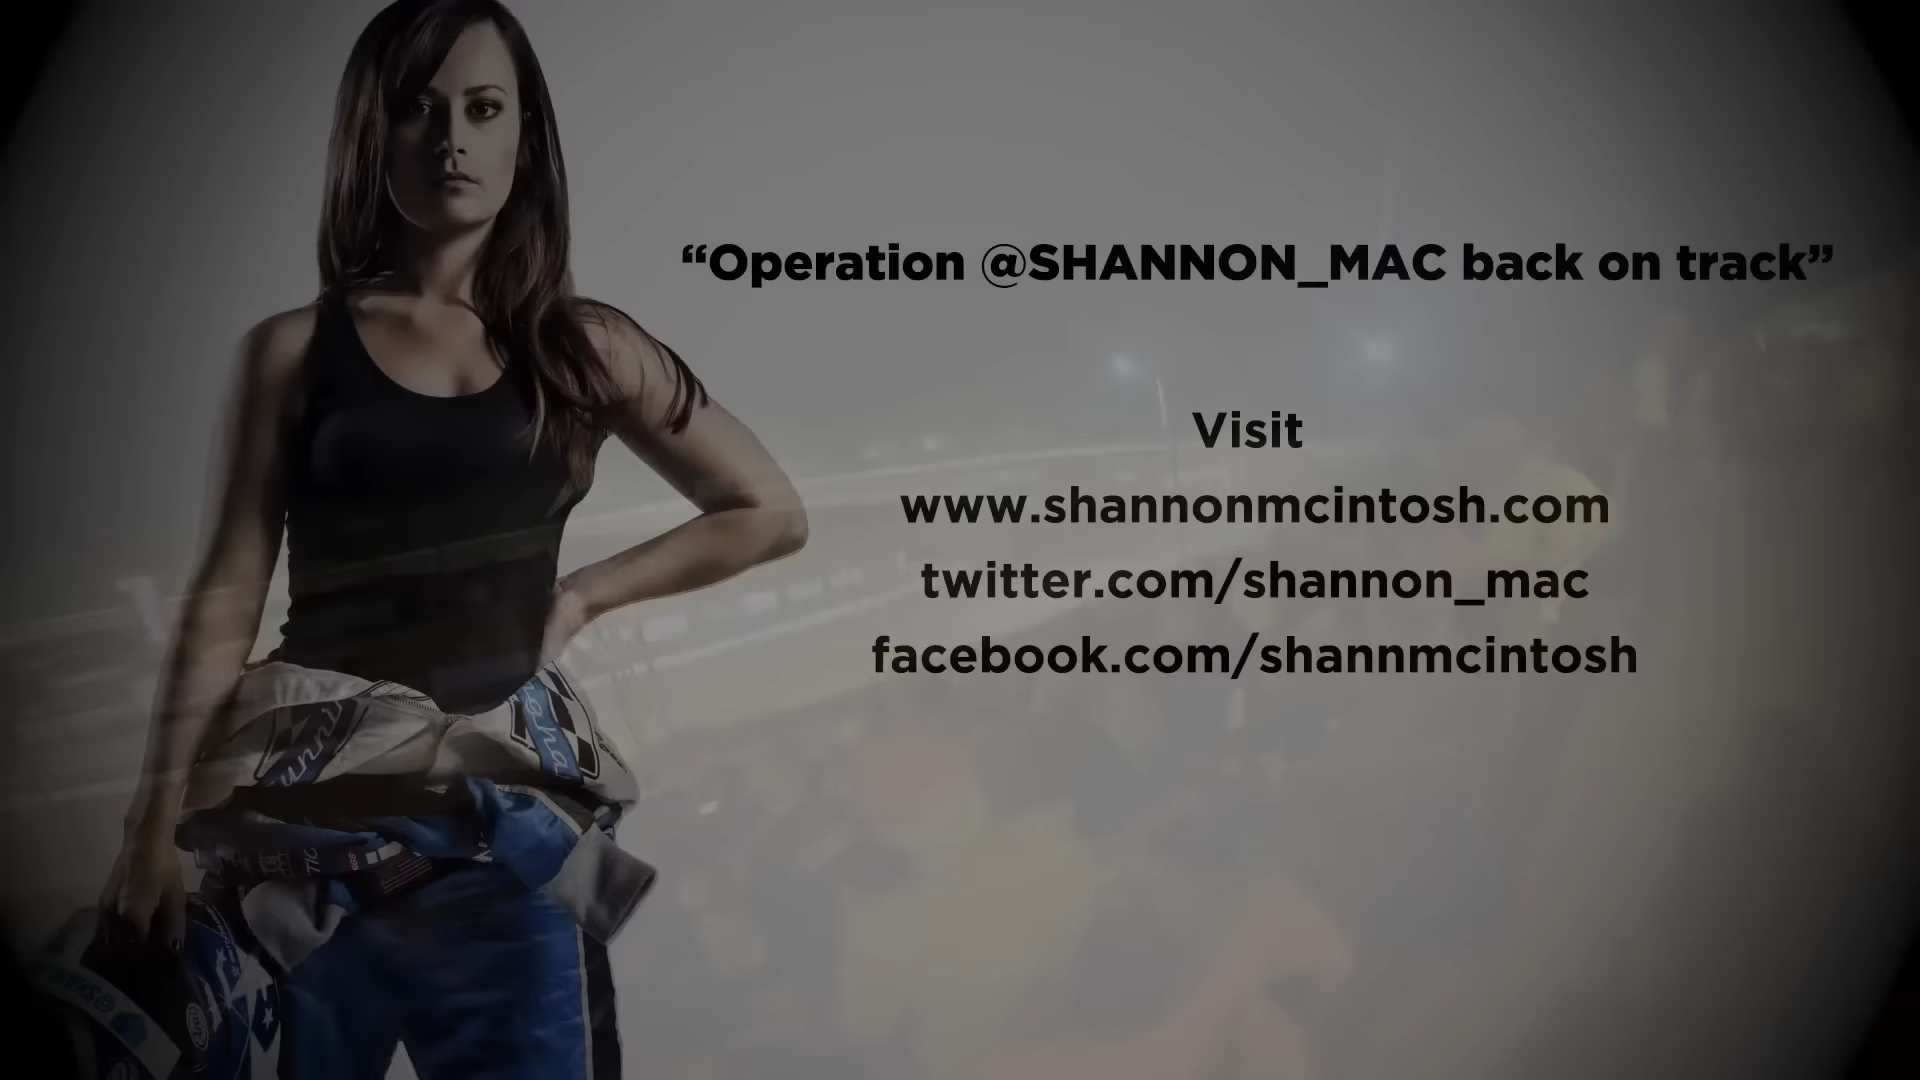 “Operation @SHANNON_MAC back on track”
Visit
www.shannonmcintosh.com
twitter.com/shannon_mac
facebook.com/shannmcintosh